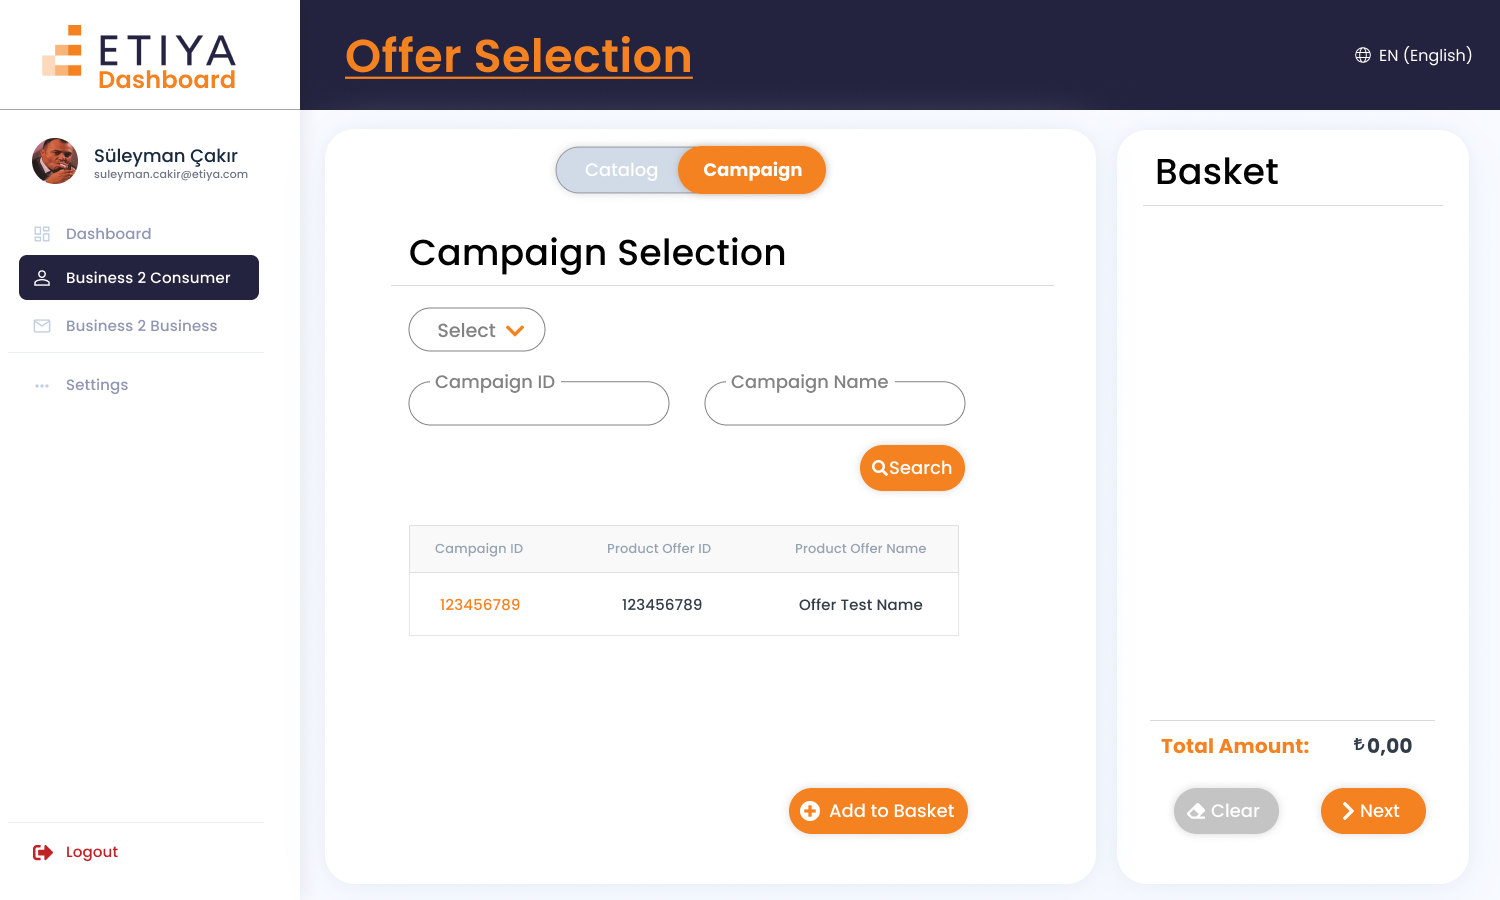 ETIYA
Dashboard
Offer Selection
EN (English)
Süleyman Çakır
suleyman.cakir@etiya.com
Dashboard
Business 2 Consumer
Business 2 Business
Settings
Logout
Catalog
Campaign
Campaign Selection
Select
Campaign ID
Campaign Name
Search
Campaign ID Product Offer ID Product Offer Name
123456789 123456789 Offer Test Name
Add to Basket
Basket
Total Amount: ₺0,00
Clear
Next